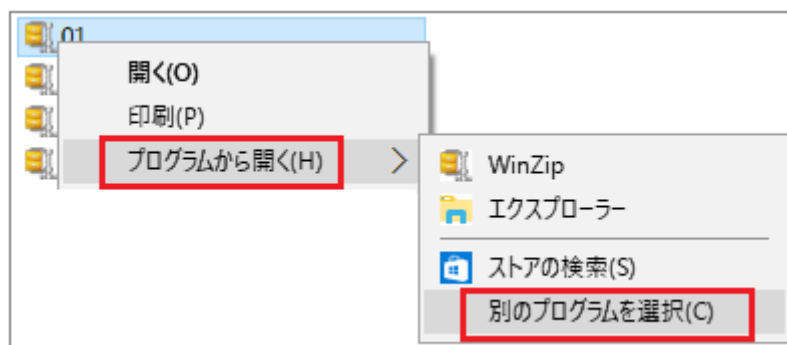 01
開く(O)
印刷(P)
プログラムから開く(H)
WinZip
エクスプローラー
ストアの検索(S)
別のプログラムを選択(C)